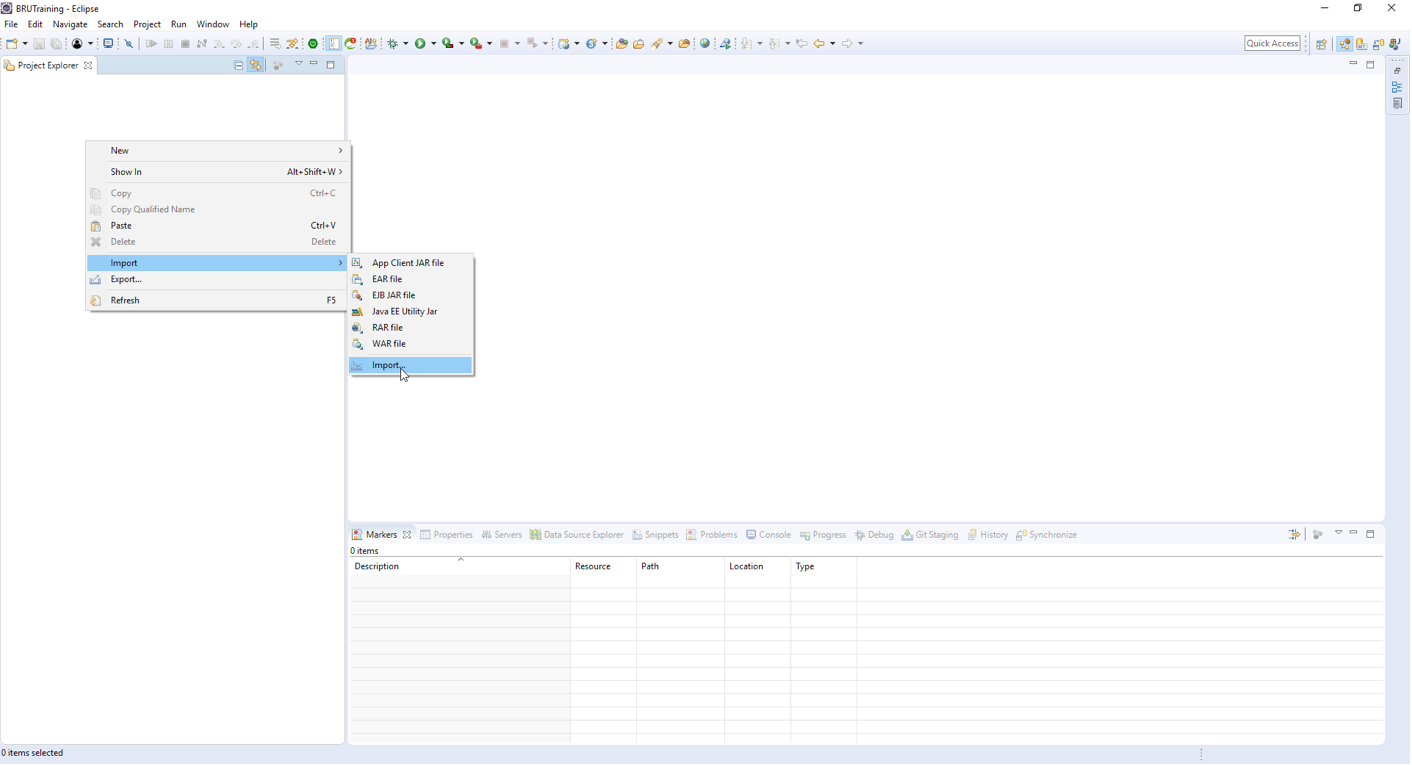 BRUTraining - Eclipse
File Edit Navigate Search Project Run Window Help
Quick Access
Project Explorer
New
Show In Alt+Shift+W
Copy Ctrl+C
Copy Qualified Name
Paste Ctrl+V
Delete Delete
Import
Export...
Refresh F5
App Client JAR file
EAR file
EJB JAR file
Java EE Utility Jar
RAR file
WAR file
Import...
Markers Properties Servers Data Source Explorer Snippets Problems Console Progress Debug Git Staging History Synchronize
0 items
Description Resource Path Location Type
0 items selected